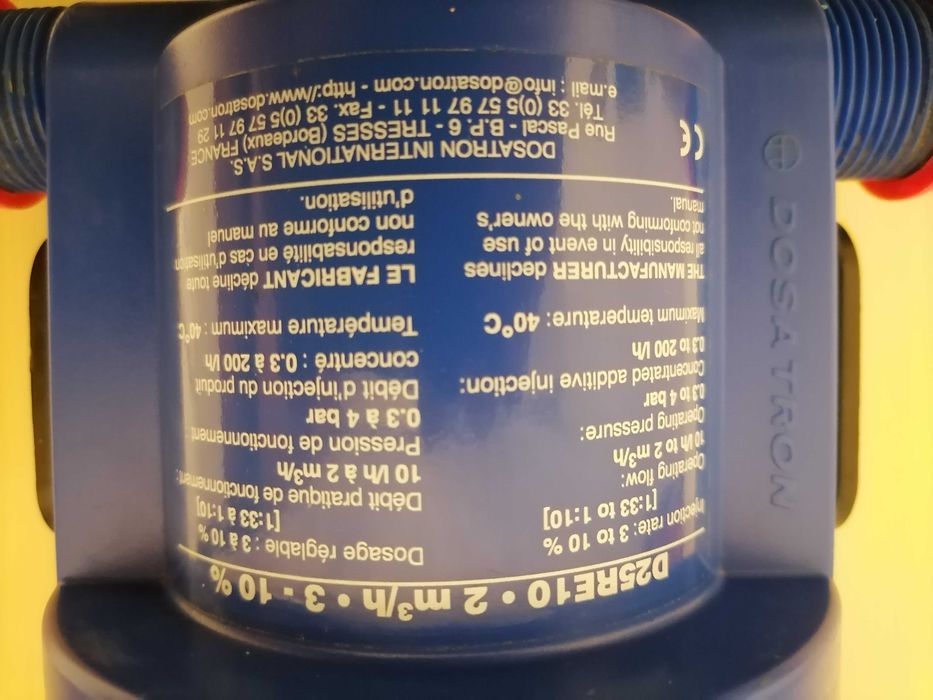 D25RE10 • 2 m³/h • 3 - 10 %
Injection rate: 3 to 10 %
[1:33 to 1:10]
Operating flow:
10 l/h to 2 m³/h
Operating pressure:
0.3 to 4 bar
Concentrated additive injection:
0.3 to 200 l/h
Maximum temperature: 40°C
THE MANUFACTURER declines
all responsibility in event of use
not conforming with the owner's
manual.
Dosage réglable : 3 à 10 %
[1:33 à 1:10]
Débit pratique de fonctionnement:
10 l/h à 2 m³/h
Pression de fonctionnement :
0.3 à 4 bar
Débit d'injection du produit
concentré : 0.3 à 200 l/h
Température maximum : 40°C
LE FABRICANT décline toute
responsabilité en cas d'utilisation
non conforme au manuel
d'utilisation.
CE
DOSATRON INTERNATIONAL S.A.S.
Rue Pascal - B.P. 6 - TRESSES (Bordeaux) FRANCE
Tél. 33 (0)5 57 97 11 11 - Fax. 33 (0)5 57 97 11 29
e.mail : info@dosatron.com - http://www.dosatron.com
DOSATRON